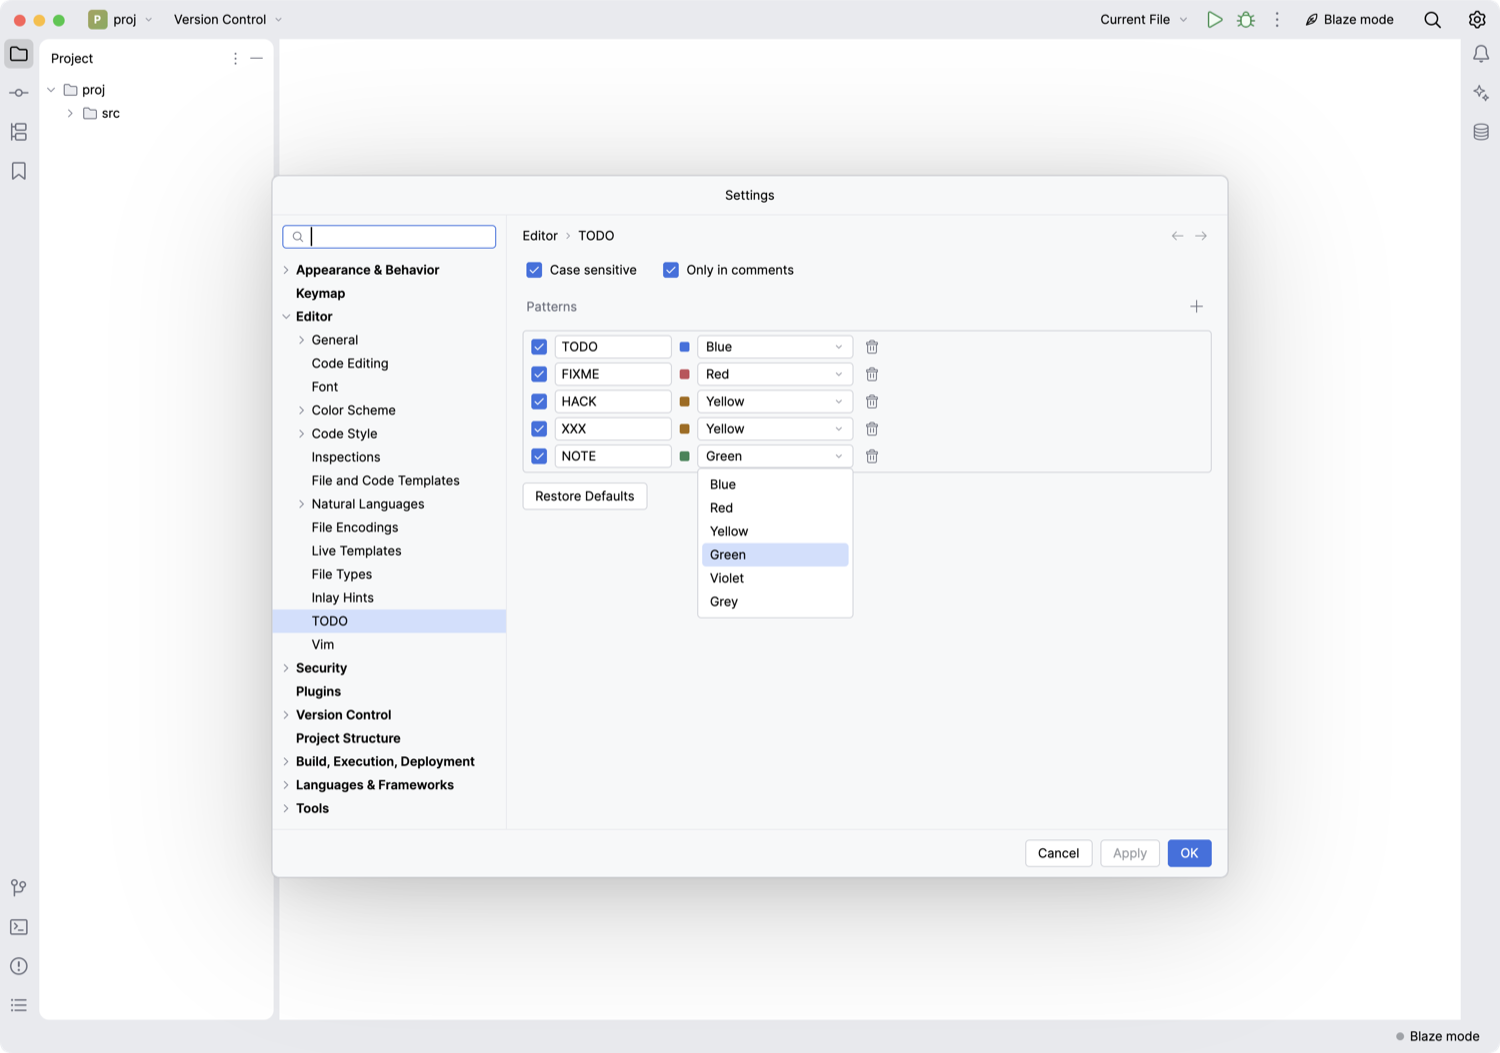 P proj Version Control Current File Blaze mode
Project
proj
src
Settings
Editor TODO
Appearance & Behavior
Keymap
Editor
General
Code Editing
Font
Color Scheme
Code Style
Inspections
File and Code Templates
Natural Languages
File Encodings
Live Templates
File Types
Inlay Hints
TODO
Vim
Security
Plugins
Version Control
Project Structure
Build, Execution, Deployment
Languages & Frameworks
Tools
Case sensitive Only in comments
Patterns
TODO Blue
FIXME Red
HACK Yellow
XXX Yellow
NOTE Green
Blue
Red
Yellow
Green
Violet
Grey
Restore Defaults
Cancel Apply OK
Blaze mode